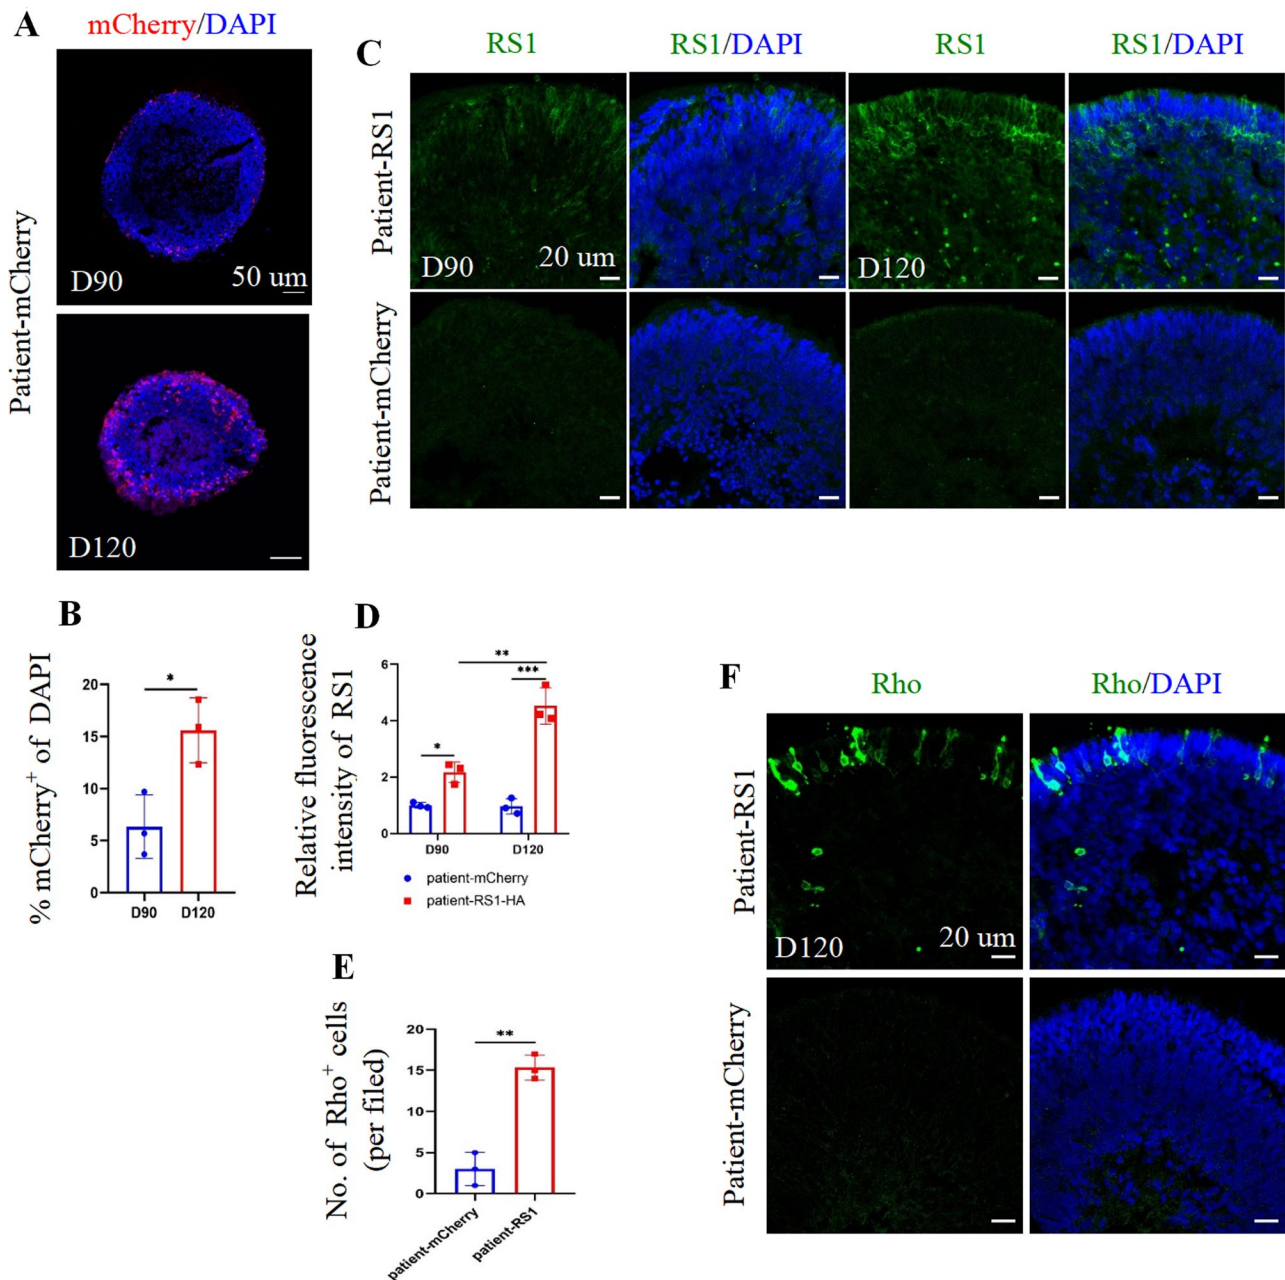 A
mCherry/DAPI
Patient-mCherry
D90
50 um
D120
C
RS1
RS1/DAPI
RS1
RS1/DAPI
Patient-RS1
D90
20 um
D120
Patient-mCherry
B
% mCherry+ of DAPI
20
15
10
5
0
*
D90
D120
D
Relative fluorescence
intensity of RS1
6
4
2
0
*
**
***
D90
D120
patient-mCherry
patient-RS1-HA
E
No. of Rho+ cells
(per filed)
20
15
10
5
0
**
patient-mCherry
patient-RS1
F
Rho
Rho/DAPI
Patient-RS1
D120
20 um
Patient-mCherry